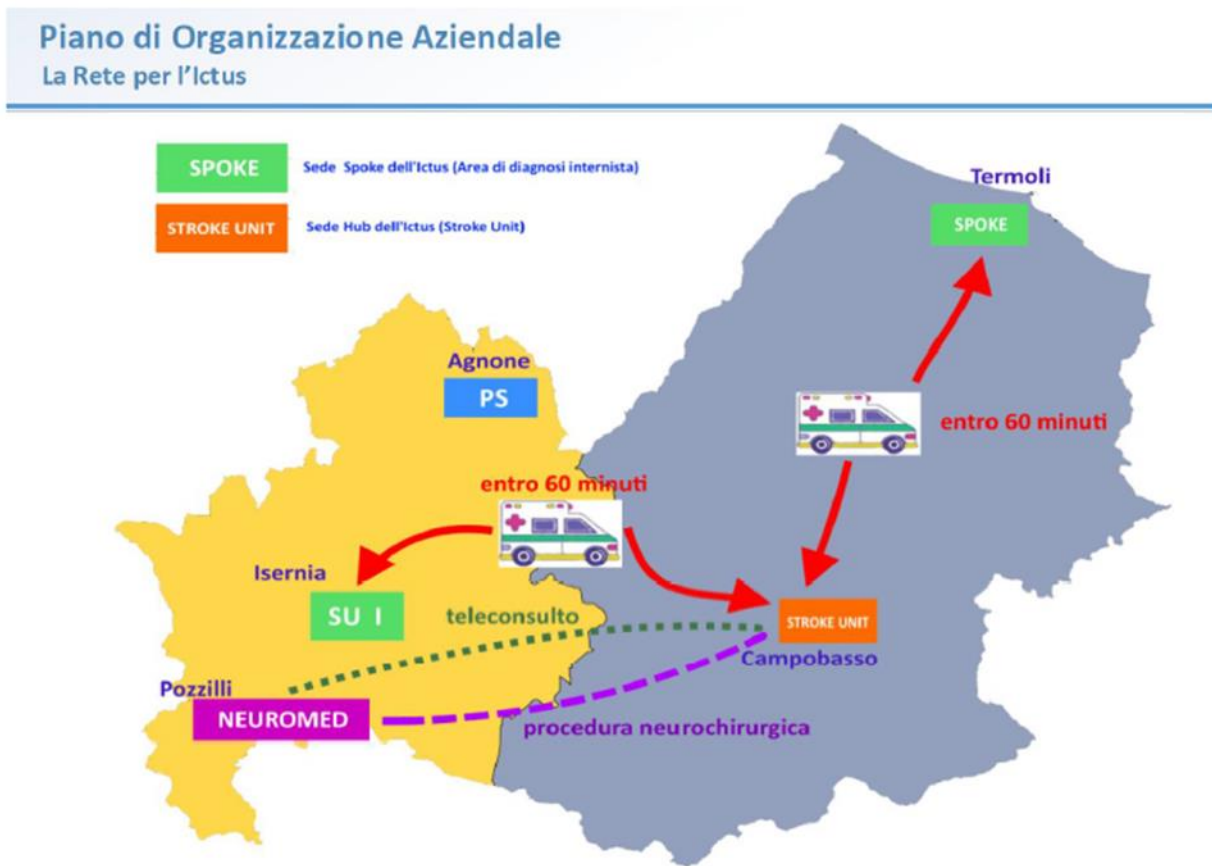 Piano di Organizzazione Aziendale
La Rete per l'Ictus
SPOKE
Sede Spoke dell'Ictus (Area di diagnosi internista)
STROKE UNIT
Sede Hub dell'Ictus (Stroke Unit)
Termoli
SPOKE
Agnone
PS
entro 60 minuti
entro 60 minuti
Isernia
SU I
teleconsulto
STROKE UNIT
Campobasso
Pozzilli
NEUROMED
procedura neurochirurgica